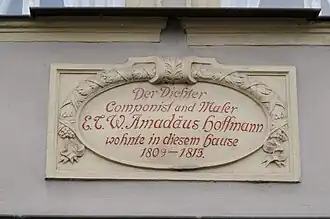 Der Dichter
Componist und Maler
E.T.W. Amadäus Hoffmann
wohnte in diesem Hause
1809–1813.